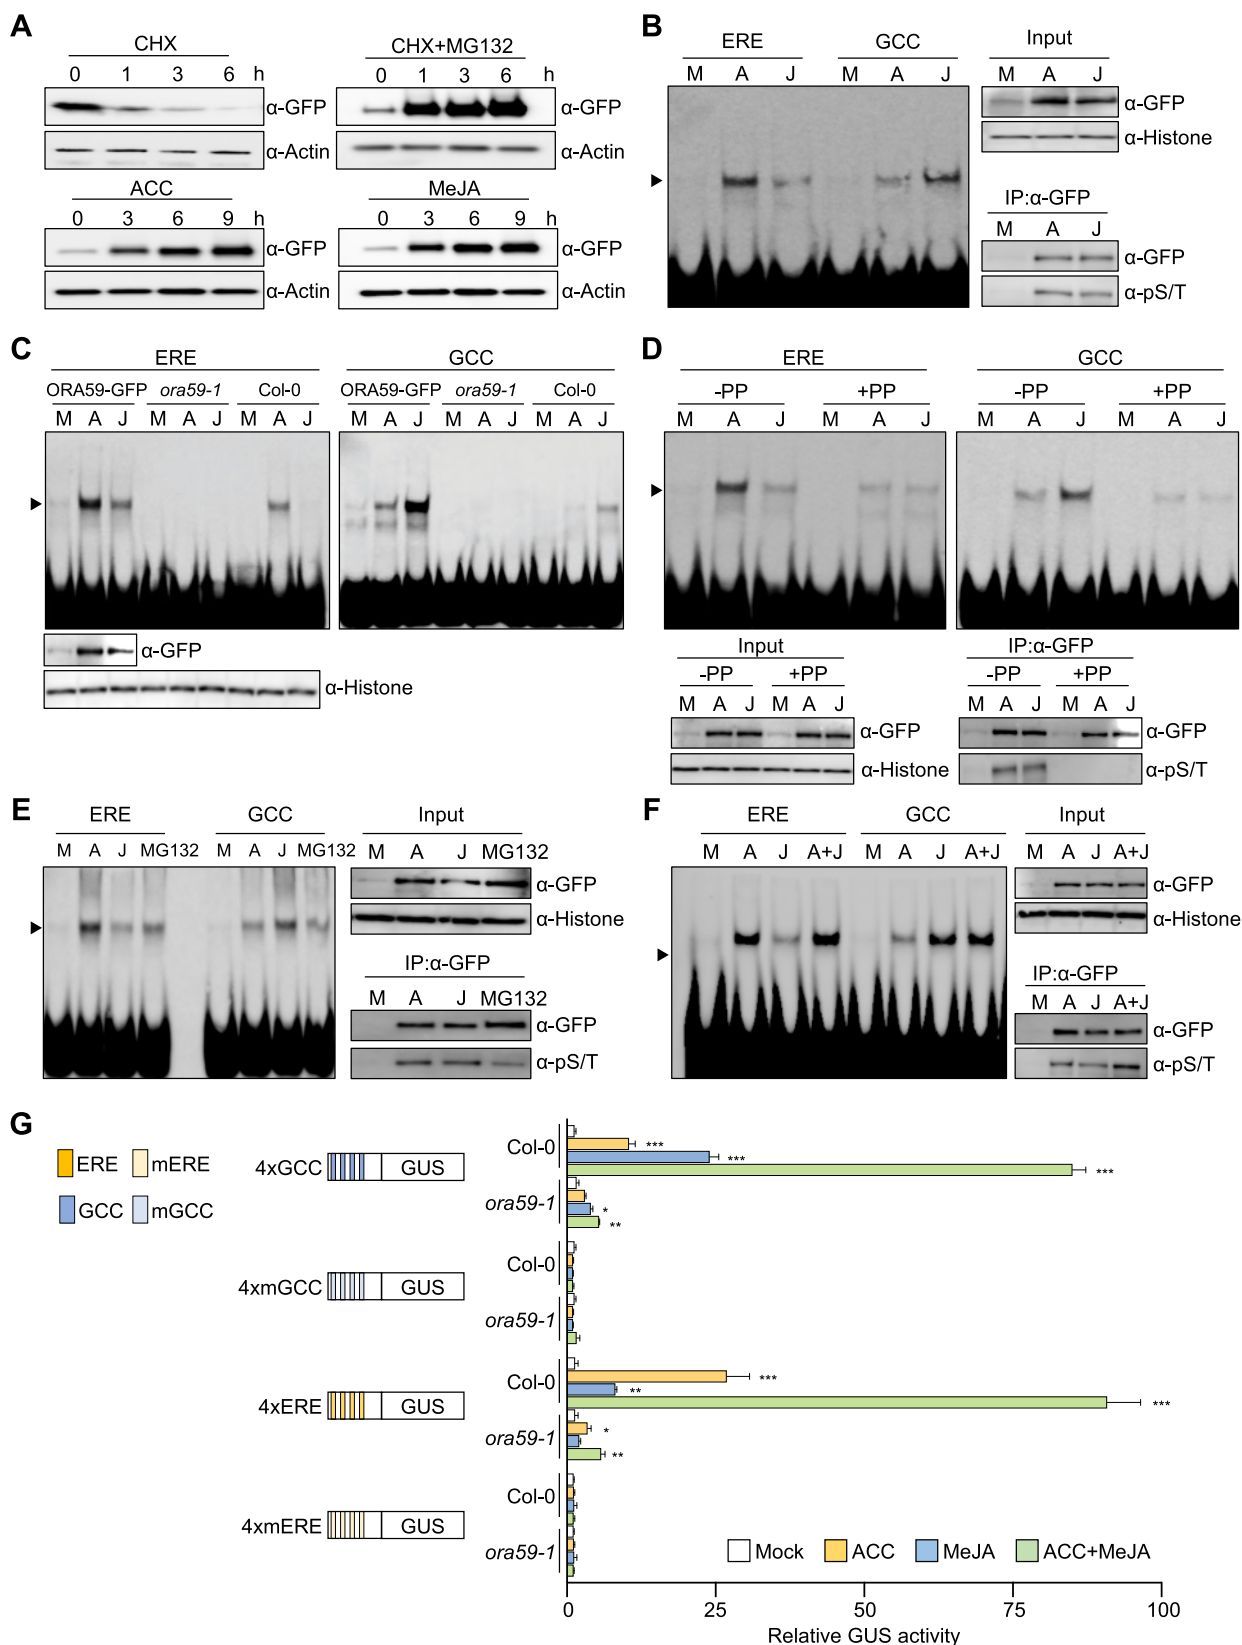 A
CHX
0 1 3 6 h
α-GFP
α-Actin
CHX+MG132
0 1 3 6 h
α-GFP
α-Actin
ACC
0 3 6 9 h
α-GFP
α-Actin
MeJA
0 3 6 9 h
α-GFP
α-Actin
B
ERE GCC
M A J M A J
Input
M A J
α-GFP
α-Histone
IP:α-GFP
M A J
α-GFP
α-pS/T
C
ERE
ORA59-GFP ora59-1 Col-0
M A J M A J M A J
GCC
ORA59-GFP ora59-1 Col-0
M A J M A J M A J
α-GFP
α-Histone
D
ERE
-PP +PP
M A J M A J
GCC
-PP +PP
M A J M A J
Input
-PP +PP
M A J M A J
α-GFP
α-Histone
IP:α-GFP
-PP +PP
M A J M A J
α-GFP
α-pS/T
E
ERE GCC
M A J MG132 M A J MG132
Input
M A J MG132
α-GFP
α-Histone
IP:α-GFP
M A J MG132
α-GFP
α-pS/T
F
ERE GCC
M A J A+J M A J A+J
Input
M A J A+J
α-GFP
α-Histone
IP:α-GFP
M A J A+J
α-GFP
α-pS/T
G
ERE mERE
GCC mGCC
4xGCC GUS
Col-0
***
***
***
ora59-1
*
**
4xmGCC GUS
Col-0
ora59-1
4xERE GUS
Col-0
***
**
***
ora59-1
*
**
4xmERE GUS
Col-0
ora59-1
Mock ACC MeJA ACC+MeJA
0 25 50 75 100
Relative GUS activity